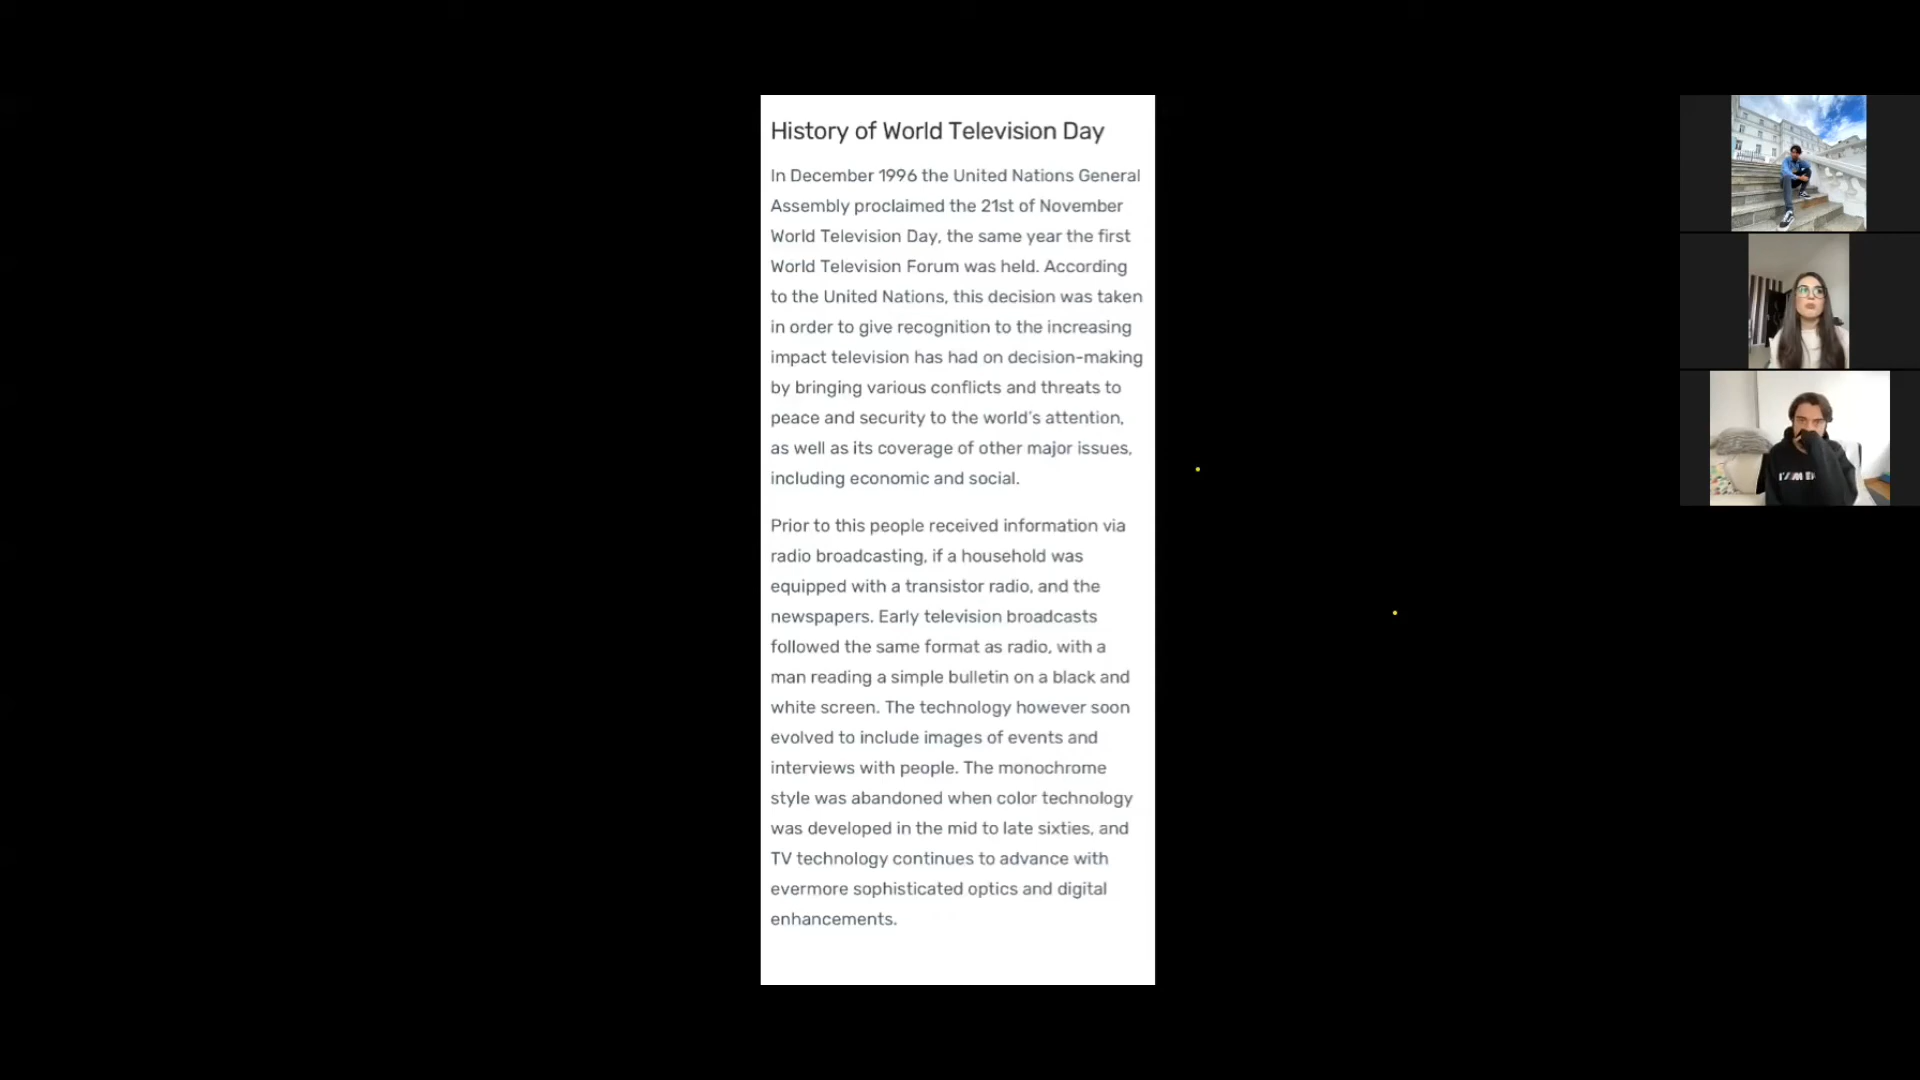 History of World Television Day
In December 1996 the United Nations General
Assembly proclaimed the 21st of November
World Television Day, the same year the first
World Television Forum was held. According
to the United Nations, this decision was taken
in order to give recognition to the increasing
impact television has had on decision-making
by bringing various conflicts and threats to
peace and security to the world's attention,
as well as its coverage of other major issues,
including economic and social.
Prior to this people received information via
radio broadcasting, if a household was
equipped with a transistor radio, and the
newspapers. Early television broadcasts
followed the same format as radio, with a
man reading a simple bulletin on a black and
white screen. The technology however soon
evolved to include images of events and
interviews with people. The monochrome
style was abandoned when color technology
was developed in the mid to late sixties, and
TV technology continues to advance with
evermore sophisticated optics and digital
enhancements.